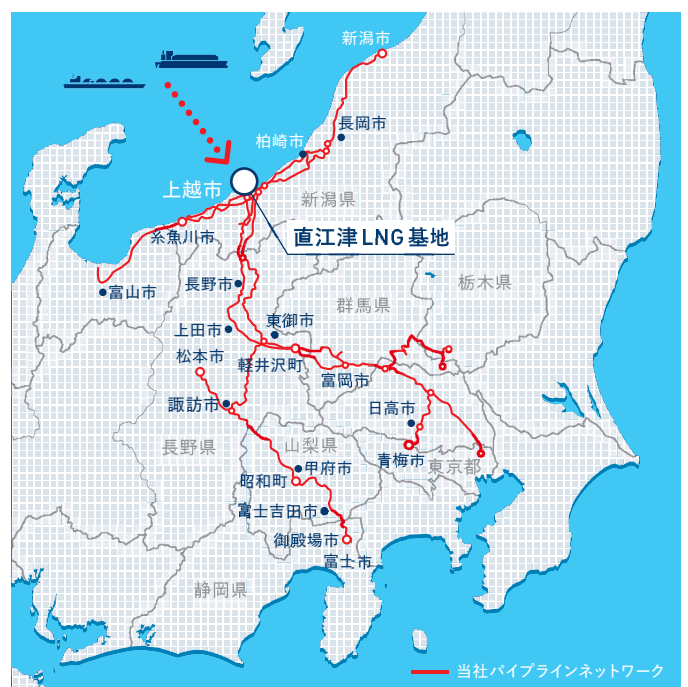 新潟市
長岡市
柏崎市
上越市
新潟県
糸魚川市
直江津LNG基地
富山市
長野市
栃木県
群馬県
東御市
上田市
松本市
軽井沢町
富岡市
諏訪市
日高市
長野県
山梨県
青梅市
東京都
甲府市
昭和町
富士吉田市
御殿場市
富士市
静岡県
当社パイプラインネットワーク